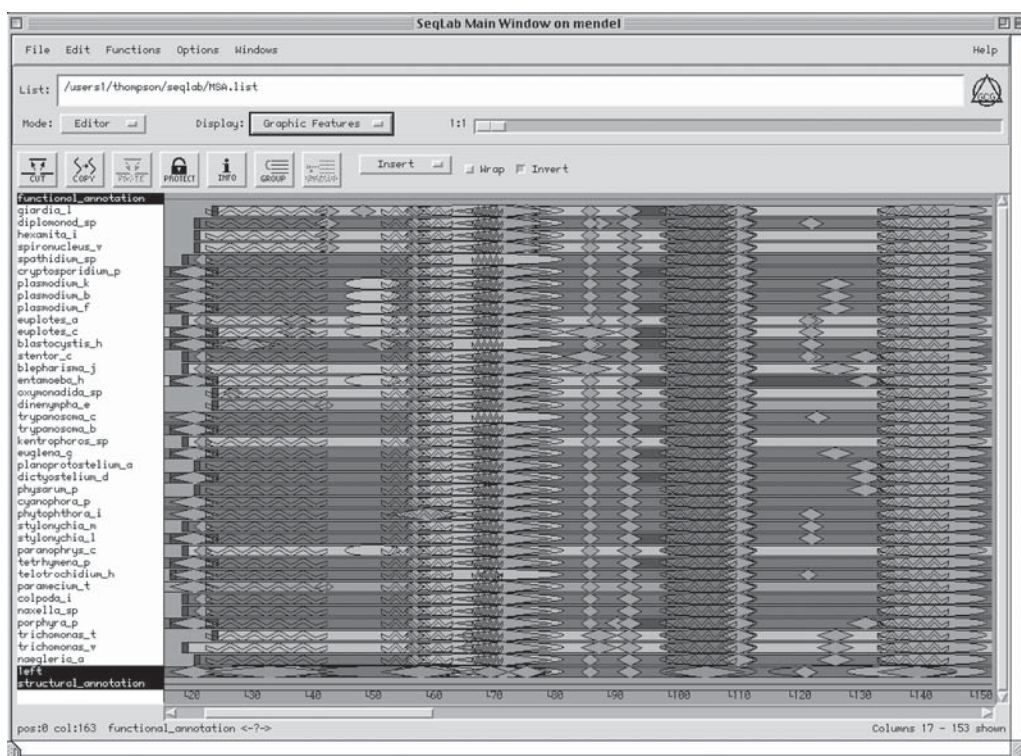 SeqLab Main Window on mendel
File Edit Functions Options Windows Help
List: /users1/thompson/seqlab/MSA.list
GCG
Mode: Editor Display: Graphic Features 1:1
CUT COPY PASTE PROTECT INFO GROUP UNGROUP Insert Wrap Invert
functional_annotation
giardia_l
diplomonad_sp
hexamita_i
spironucleus_v
spathidium_sp
cryptosporidium_p
plasmodium_k
plasmodium_b
plasmodium_f
euplotes_a
euplotes_c
blastocystis_h
stentor_c
blepharisma_j
entamoeba_h
oxymonadida_sp
dinenympha_e
trypanosoma_c
trypanosoma_b
kentrophoros_sp
euglena_g
planoprotostelium_a
dictyostelium_d
physarum_p
cyanophora_p
phytophthora_i
stylonychia_m
stylonychia_l
paranophrys_c
tetrhymena_p
telotrochidium_h
paramecium_t
colpoda_i
naxella_sp
porphyra_p
trichomonas_t
trichomonas_v
naegleria_a
left
structural_annotation
20 30 40 50 60 70 80 90 100 110 120 130 140 150
pos:0 col:163 functional_annotation <-?-> Columns 17 - 153 shown